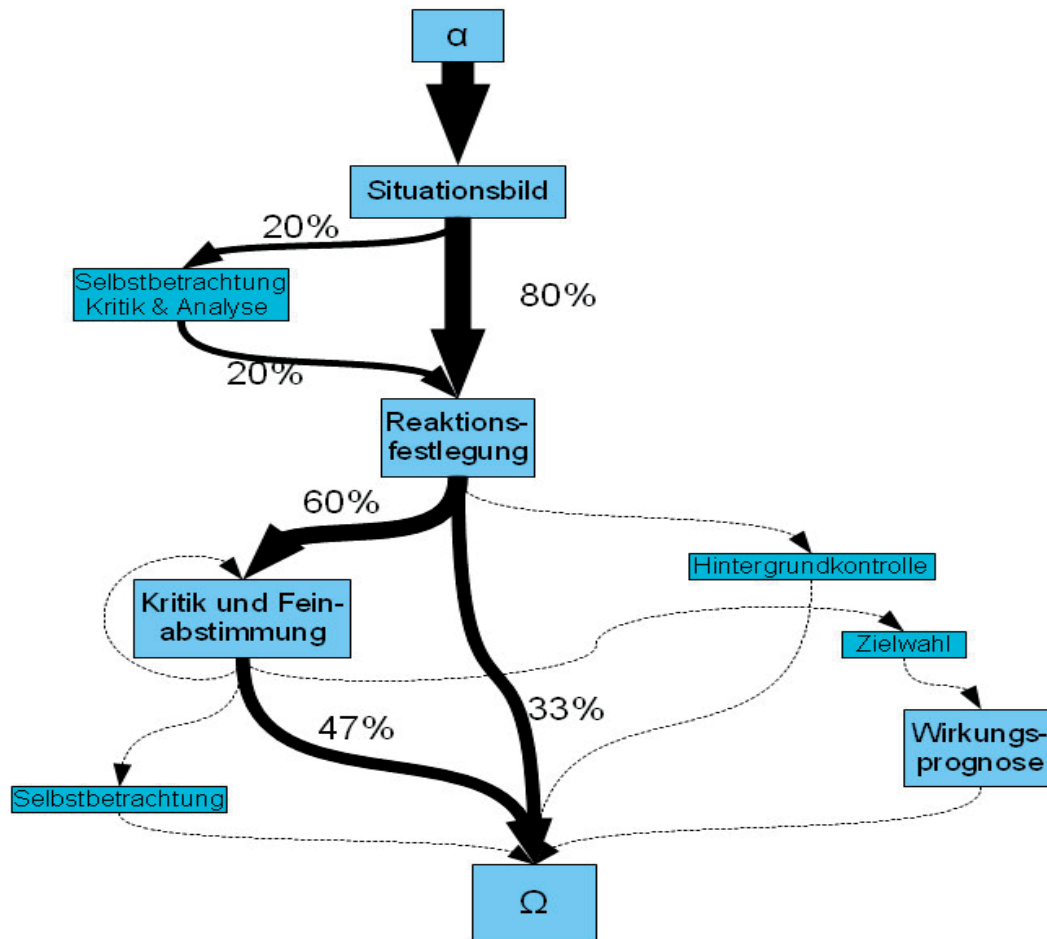 α
Situationsbild
20%
Selbstbetrachtung
Kritik & Analyse
80%
20%
Reaktions-
festlegung
60%
Hintergrundkontrolle
Kritik und Fein-
abstimmung
Zielwahl
33%
47%
Wirkungs-
prognose
Selbstbetrachtung
Ω